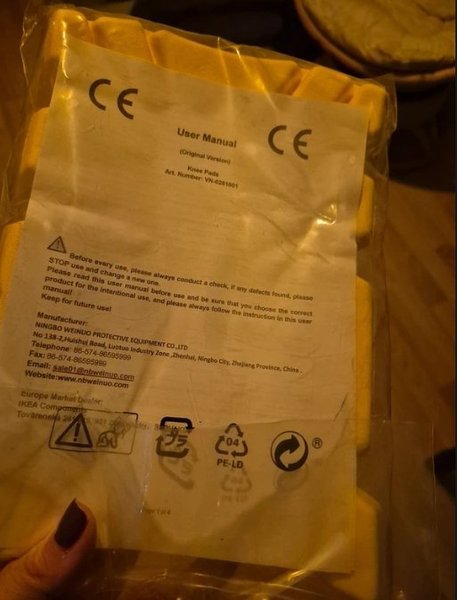 CE
CE
User Manual
(Original Version)
Knee Pads
Art. Number: VN-0281801
Before every use, please always conduct a check, if any defects found, please
STOP use and change a new one.
Please read this user manual before use and be sure that you choose the correct
product for the intentional use, and please always follow the instruction in this user
manual!
Keep for future use!
Manufacturer:
NINGBO WEINUO PROTECTIVE EQUIPMENT CO.,LTD
No 138-2,Huishei Road, Luotuo Industry Zone ,Zhenhai, Ningbo City, Zhejiang Province, China .
Telephone: 86-574-86595999
Fax: 86-574-86595989
Email: sale01@nbweinuo.com
Website:www.nbweinuo.com
Europe Market Dealer:
IKEA Components
プラ
04
PE-LD
®